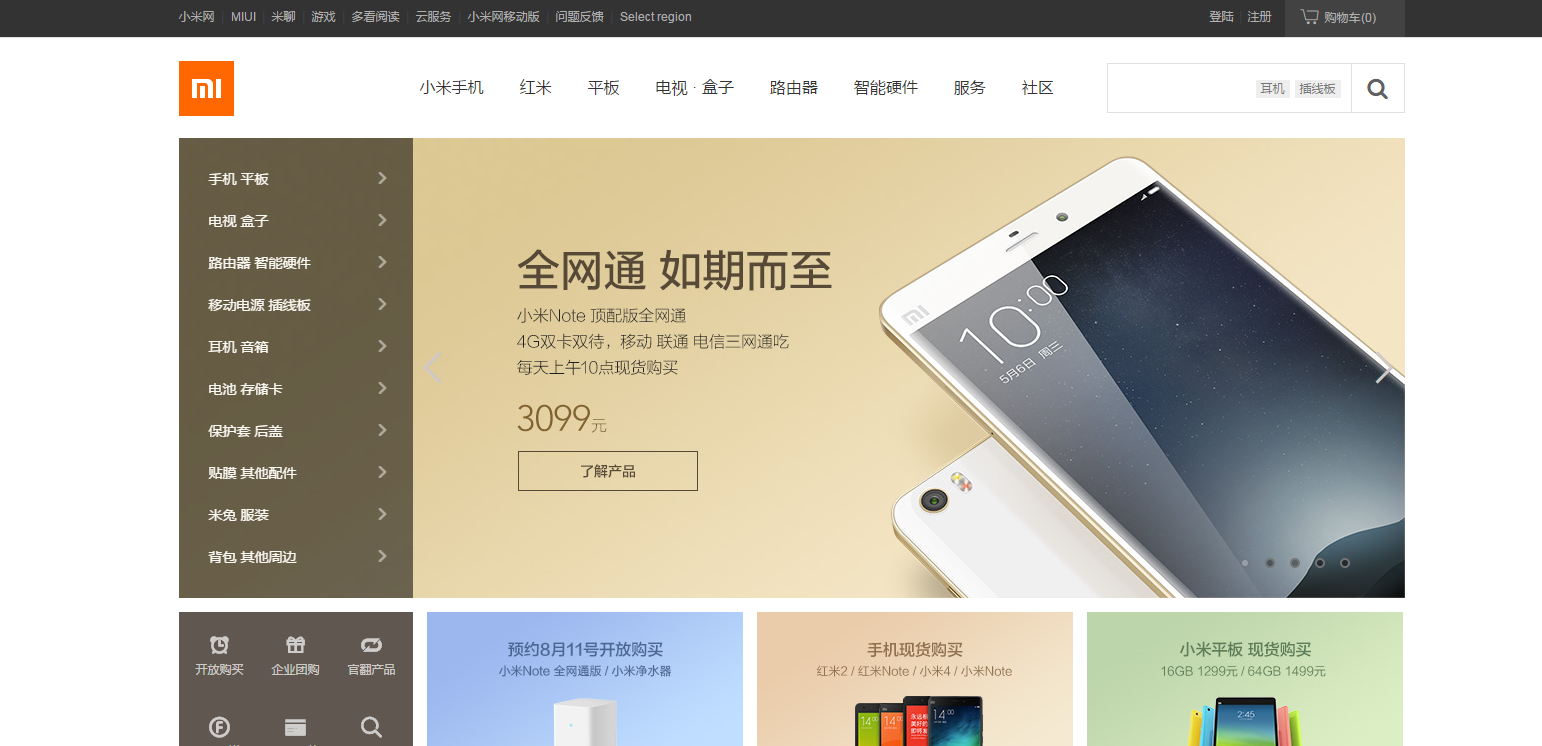 小米网 MIUI 米聊 游戏 多看阅读 云服务 小米网移动版 问题反馈 Select region 登陆 注册 购物车(0)
mi 小米手机 红米 平板 电视 · 盒子 路由器 智能硬件 服务 社区 耳机 插线板
手机 平板
电视 盒子
路由器 智能硬件
移动电源 插线板
耳机 音箱
电池 存储卡
保护套 后盖
贴膜 其他配件
米兔 服装
背包 其他周边
全网通 如期而至
小米Note 顶配版全网通
4G双卡双待，移动 联通 电信三网通吃
每天上午10点现货购买
3099元
了解产品
mi
10:00
5月6日 周三
开放购买 企业团购 官翻产品
预约8月11号开放购买
小米Note 全网通版 / 小米净水器
手机现货购买
红米2 / 红米Note / 小米4 / 小米Note
14:00 14:00 14:00
小米平板 现货购买
16GB 1299元 / 64GB 1499元
2:45